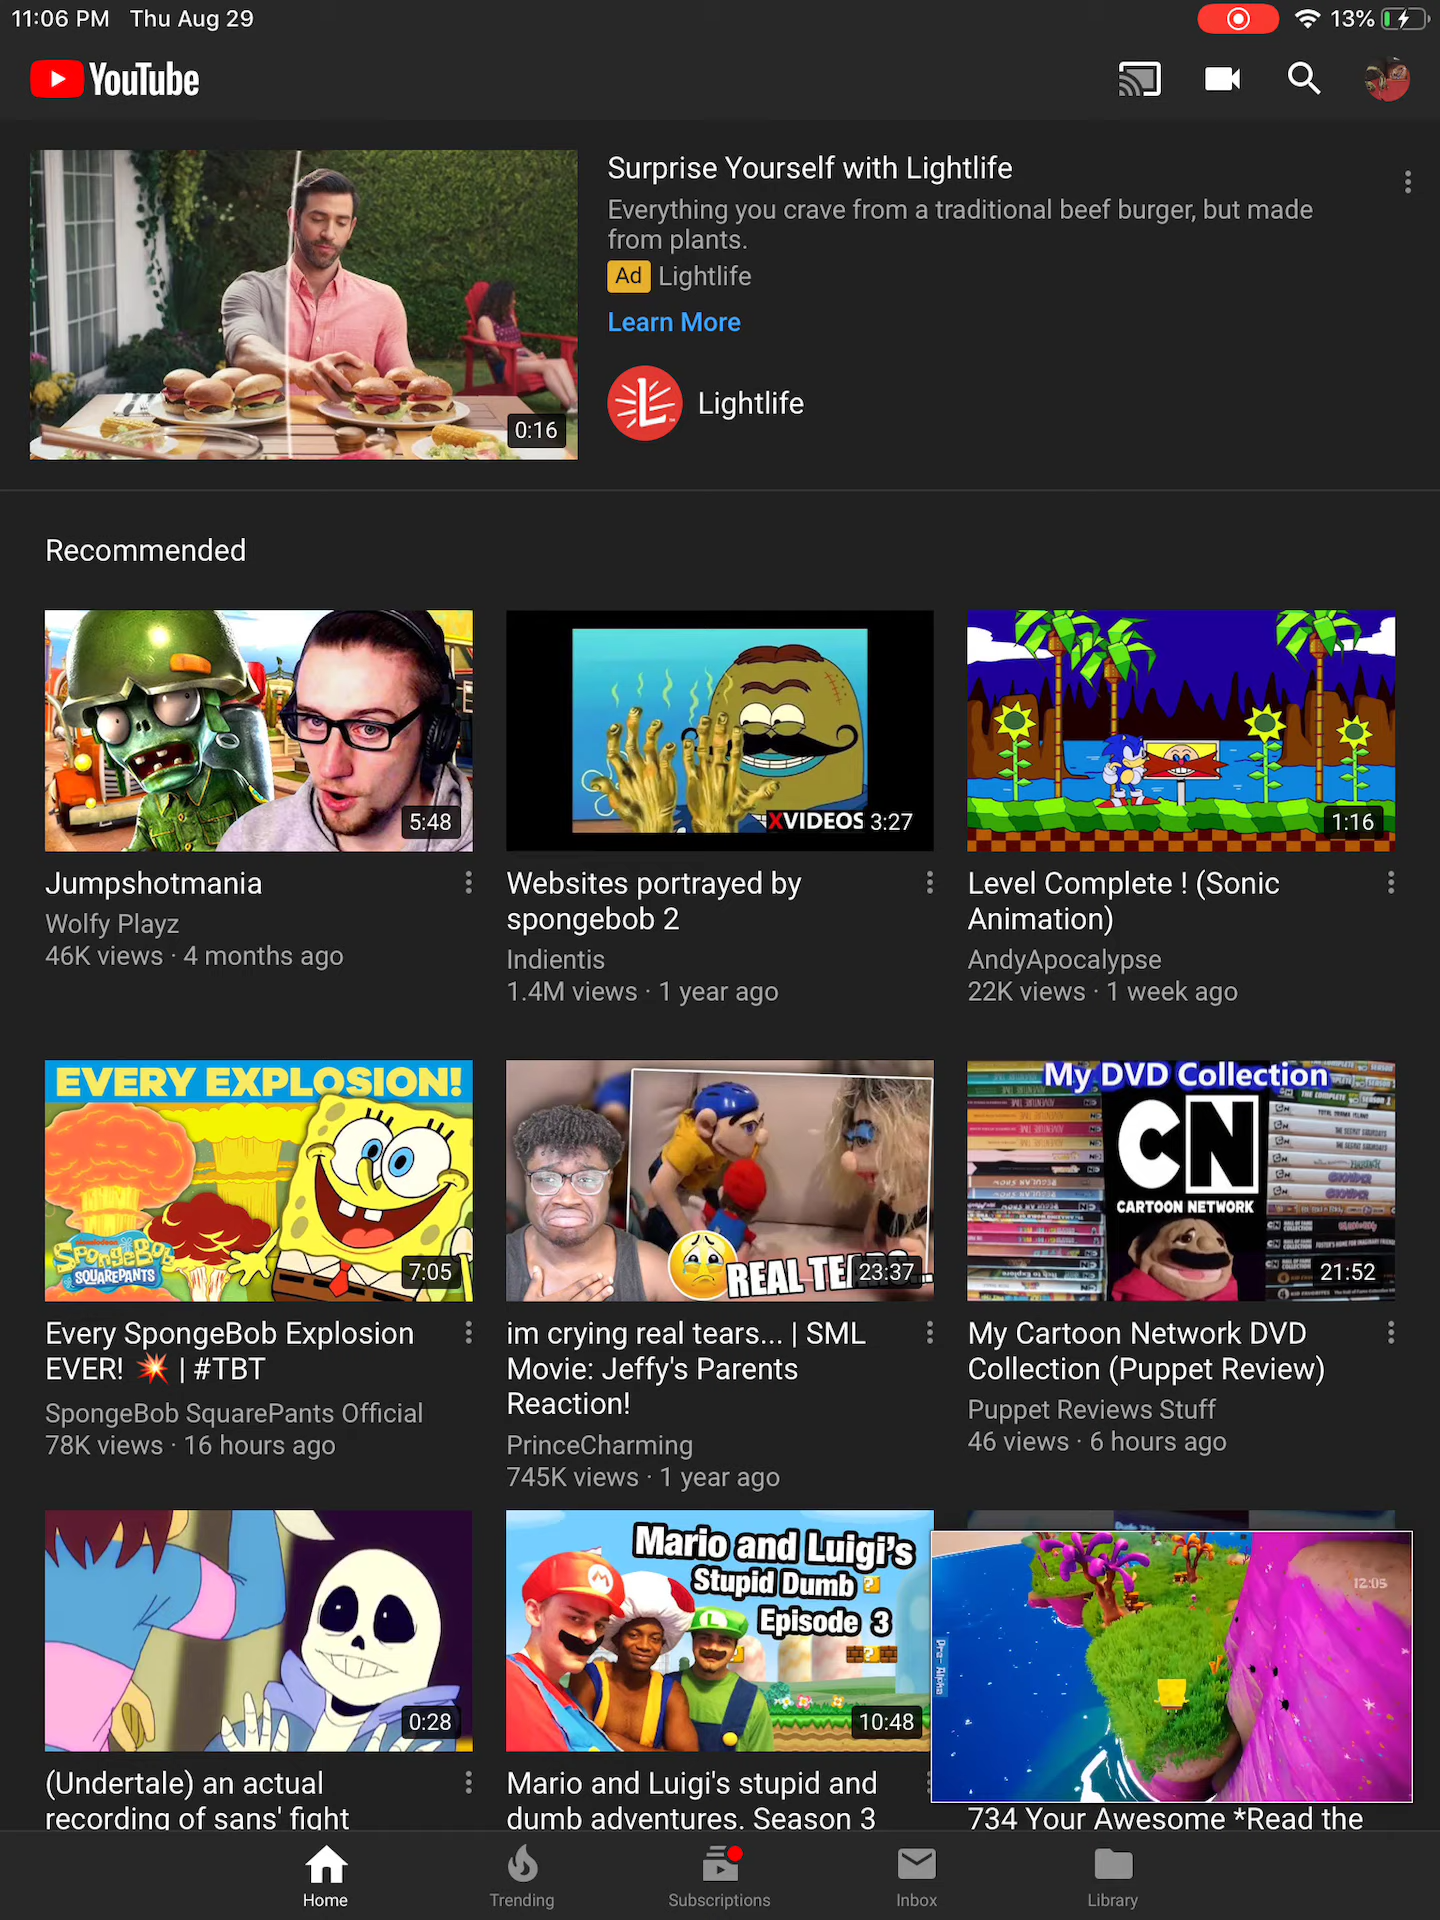 11:06 PM Thu Aug 29
13%
YouTube
Surprise Yourself with Lightlife
Everything you crave from a traditional beef burger, but made
from plants.
Ad Lightlife
Learn More
L
Lightlife
0:16
Recommended
5:48
XVIDEOS 3:27
1:16
Jumpshotmania
Wolfy Playz
46K views · 4 months ago
Websites portrayed by
spongebob 2
Indientis
1.4M views · 1 year ago
Level Complete ! (Sonic
Animation)
AndyApocalypse
22K views · 1 week ago
EVERY EXPLOSION!
SPONGEBOB
SQUAREPANTS
7:05
REAL TE
23:37
My DVD Collection
CN
CARTOON NETWORK
21:52
Every SpongeBob Explosion
EVER! 💥 | #TBT
SpongeBob SquarePants Official
78K views · 16 hours ago
im crying real tears... | SML
Movie: Jeffy's Parents
Reaction!
PrinceCharming
745K views · 1 year ago
My Cartoon Network DVD
Collection (Puppet Review)
Puppet Reviews Stuff
46 views · 6 hours ago
0:28
Mario and Luigi's
Stupid Dumb
Episode 3
10:48
12:05
Pre-Alpha
(Undertale) an actual
recording of sans' fight
Mario and Luigi's stupid and
dumb adventures. Season 3
734 Your Awesome *Read the
Home
Trending
Subscriptions
Inbox
Library